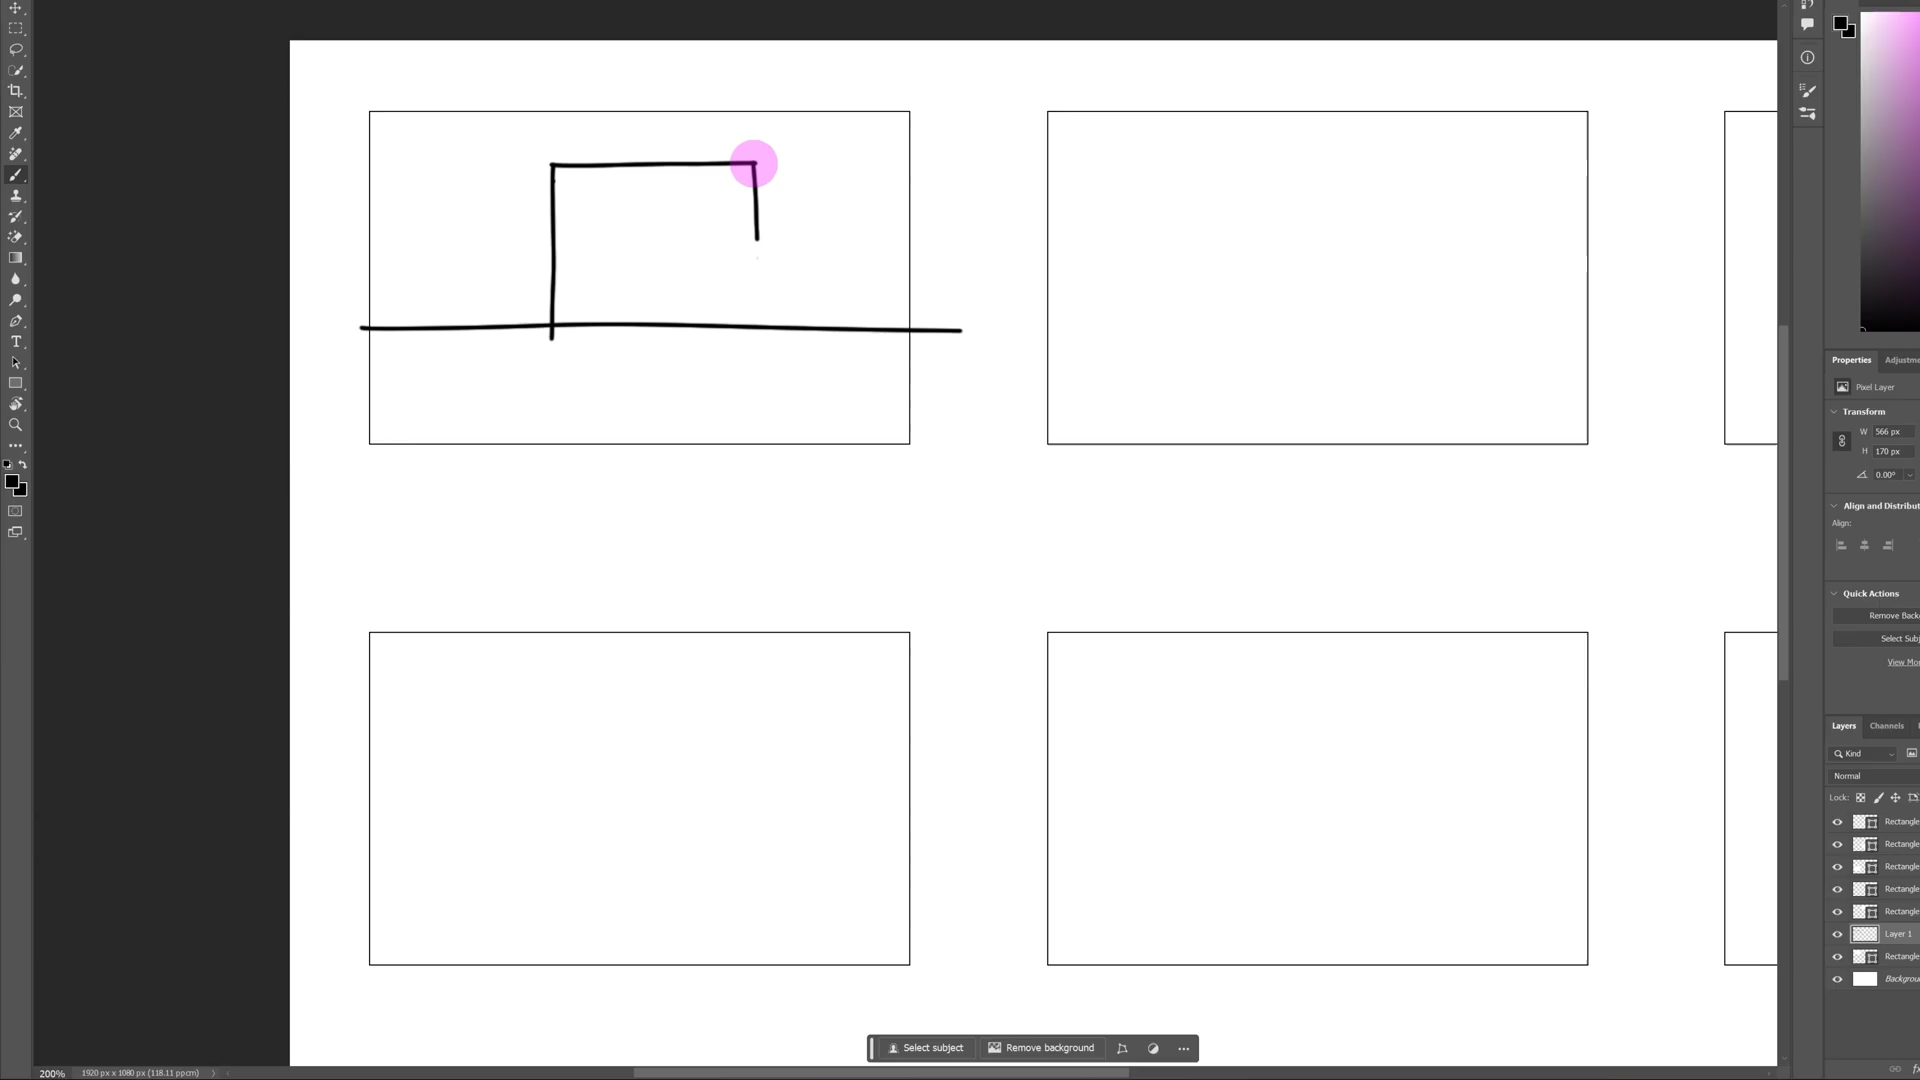 Properties Adjustme
Pixel Layer
Transform
W 566 px
H 170 px
0.00°
Align and Distribut
Align:
Quick Actions
Remove Back
Select Subj
View Mor
Layers Channels
Kind
Normal
Lock:
Rectangle
Rectangle
Rectangle
Rectangle
Rectangle
Layer 1
Rectangle
Backgrou
Select subject Remove background
200% 1920 px x 1080 px (118.11 ppcm)